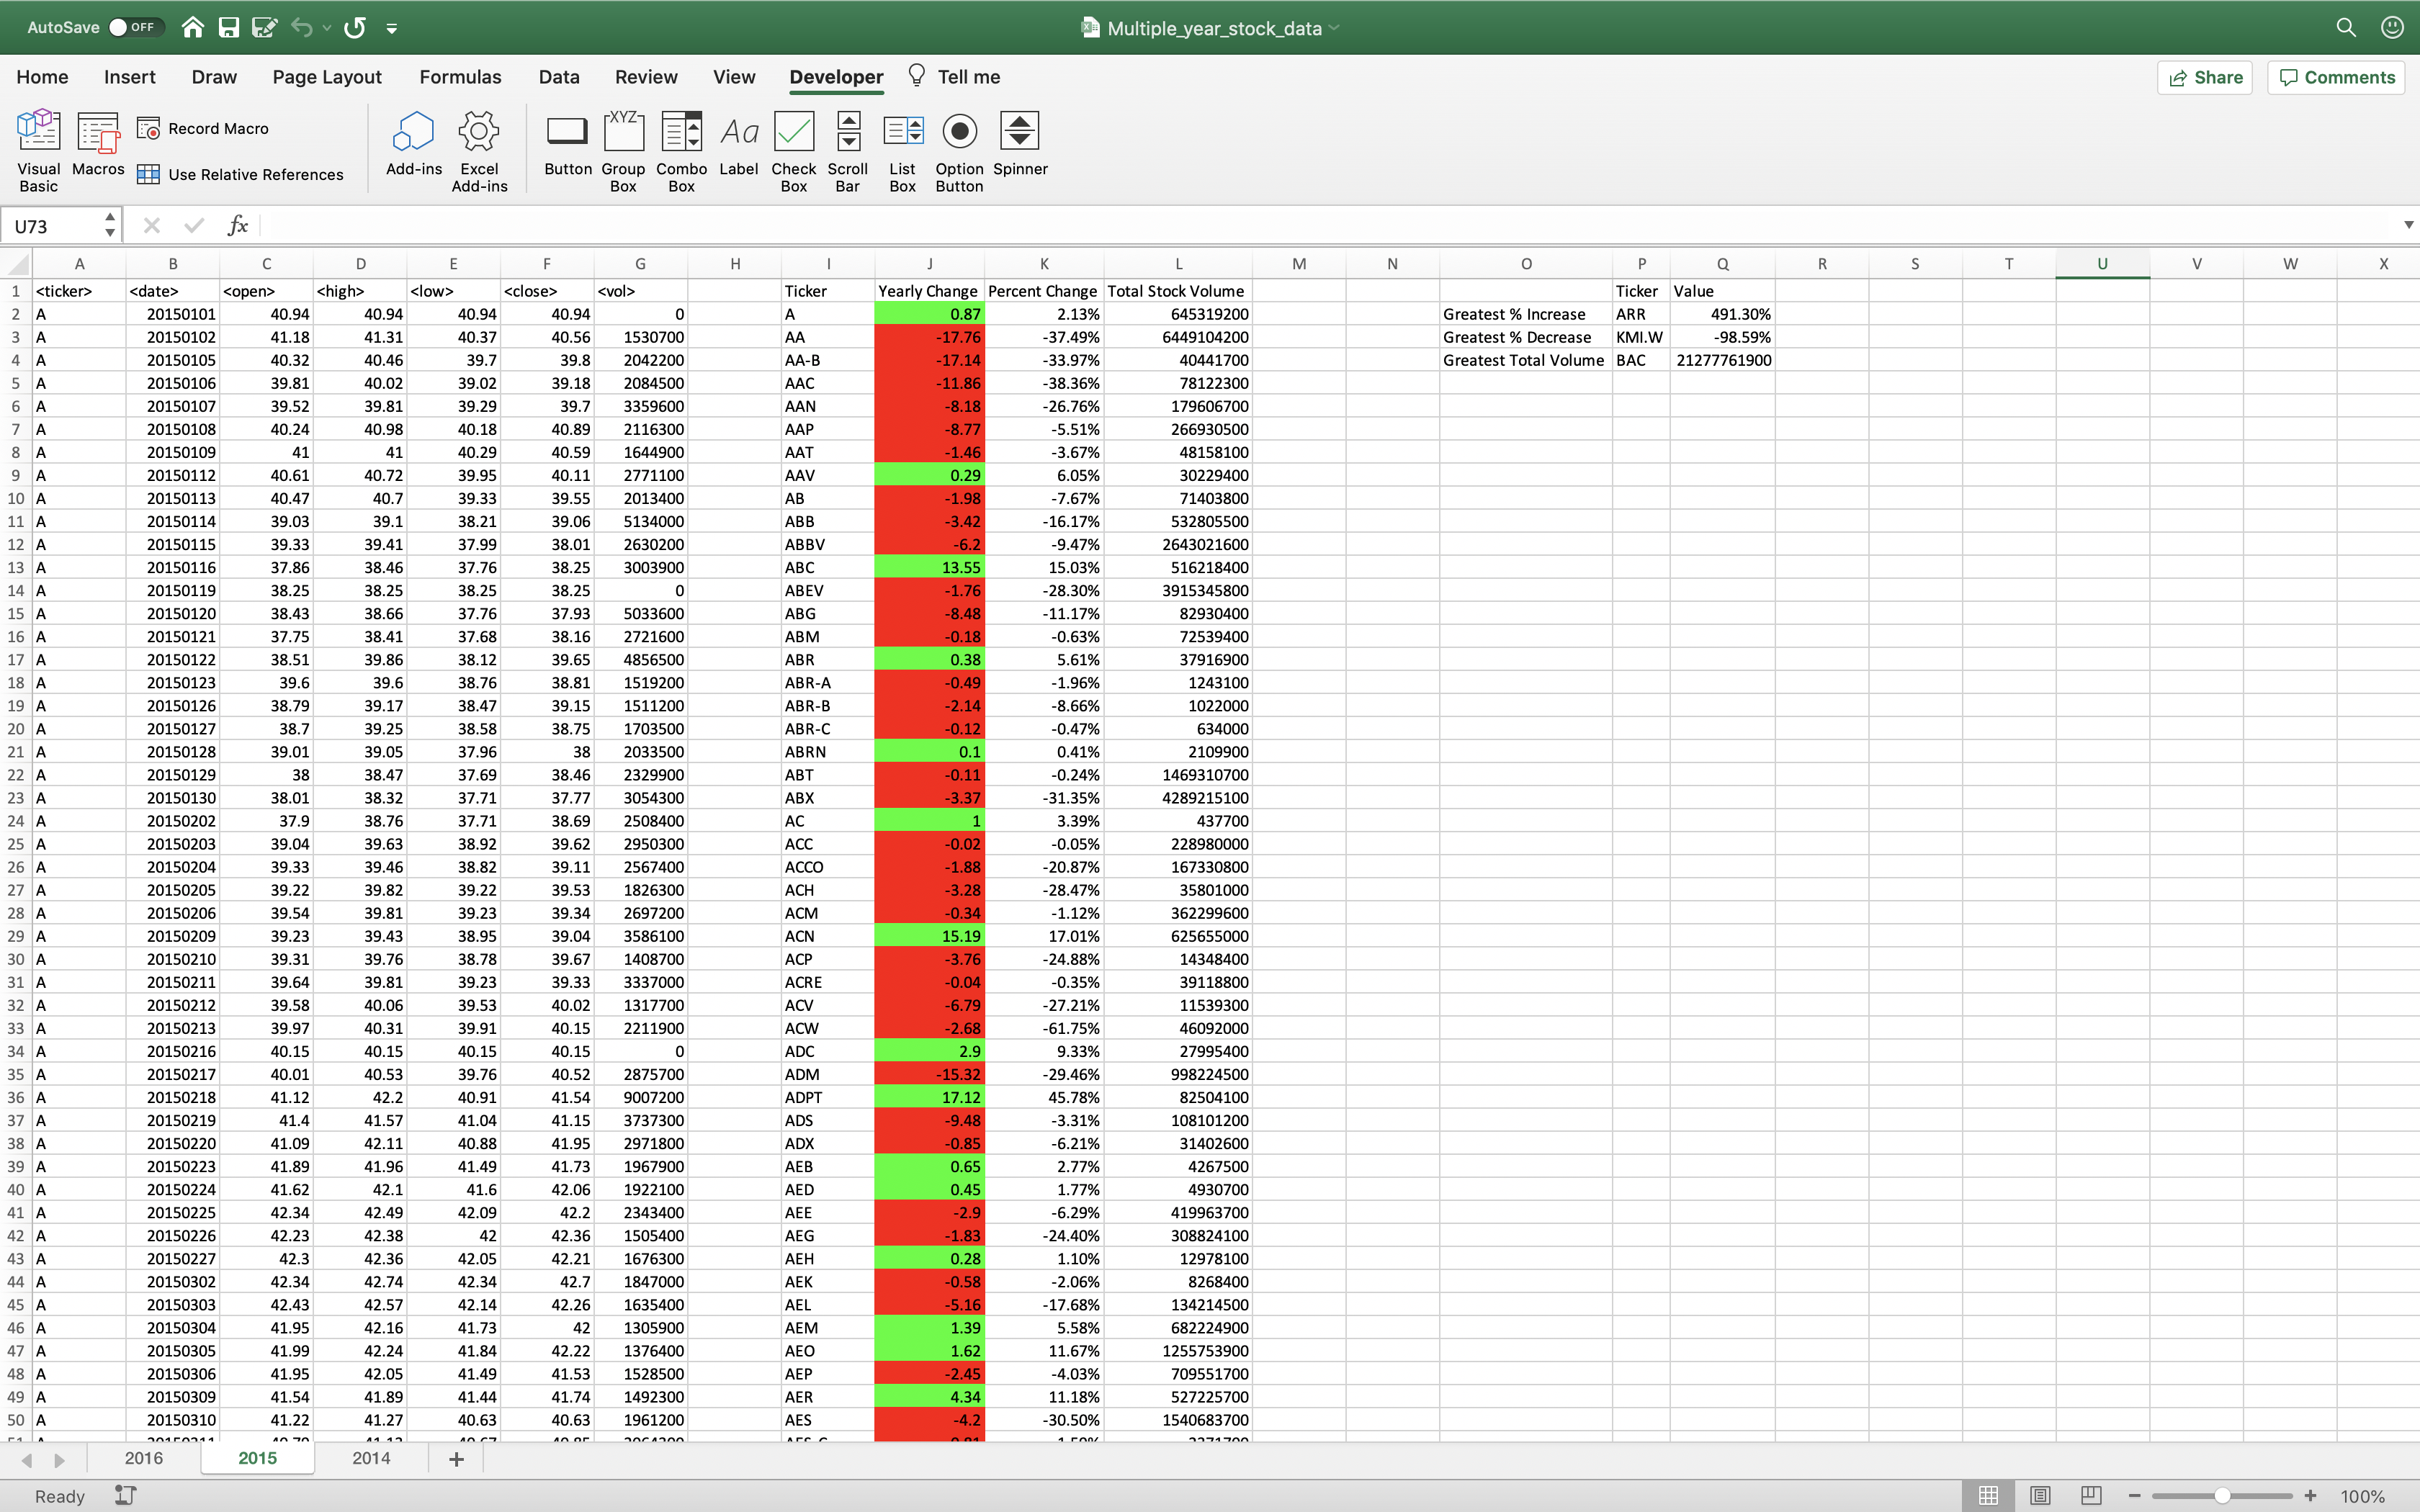 AutoSave OFF Multiple_year_stock_data
Home Insert Draw Page Layout Formulas Data Review View Developer Tell me Share Comments
Visual Basic Macros Record Macro Use Relative References Add-ins Excel Add-ins Button Group Box Combo Box Label Check Box Scroll Bar List Box Option Button Spinner
XYZ Aa
U73 fx
A B C D E F G H I J K L M N O P Q R S T U V W X
1 <ticker> <date> <open> <high> <low> <close> <vol> Ticker Yearly Change Percent Change Total Stock Volume Ticker Value
2 A 20150101 40.94 40.94 40.94 40.94 0 A 0.87 2.13% 645319200 Greatest % Increase ARR 491.30%
3 A 20150102 41.18 41.31 40.37 40.56 1530700 AA -17.76 -37.49% 6449104200 Greatest % Decrease KMI.W -98.59%
4 A 20150105 40.32 40.46 39.7 39.8 2042200 AA-B -17.14 -33.97% 40441700 Greatest Total Volume BAC 21277761900
5 A 20150106 39.81 40.02 39.02 39.18 2084500 AAC -11.86 -38.36% 78122300
6 A 20150107 39.52 39.81 39.29 39.7 3359600 AAN -8.18 -26.76% 179606700
7 A 20150108 40.24 40.98 40.18 40.89 2116300 AAP -8.77 -5.51% 266930500
8 A 20150109 41 41 40.29 40.59 1644900 AAT -1.46 -3.67% 48158100
9 A 20150112 40.61 40.72 39.95 40.11 2771100 AAV 0.29 6.05% 30229400
10 A 20150113 40.47 40.7 39.33 39.55 2013400 AB -1.98 -7.67% 71403800
11 A 20150114 39.03 39.1 38.21 39.06 5134000 ABB -3.42 -16.17% 532805500
12 A 20150115 39.33 39.41 37.99 38.01 2630200 ABBV -6.2 -9.47% 2643021600
13 A 20150116 37.86 38.46 37.76 38.25 3003900 ABC 13.55 15.03% 516218400
14 A 20150119 38.25 38.25 38.25 38.25 0 ABEV -1.76 -28.30% 3915345800
15 A 20150120 38.43 38.66 37.76 37.93 5033600 ABG -8.48 -11.17% 82930400
16 A 20150121 37.75 38.41 37.68 38.16 2721600 ABM -0.18 -0.63% 72539400
17 A 20150122 38.51 39.86 38.12 39.65 4856500 ABR 0.38 5.61% 37916900
18 A 20150123 39.6 39.6 38.76 38.81 1519200 ABR-A -0.49 -1.96% 1243100
19 A 20150126 38.79 39.17 38.47 39.15 1511200 ABR-B -2.14 -8.66% 1022000
20 A 20150127 38.7 39.25 38.58 38.75 1703500 ABR-C -0.12 -0.47% 634000
21 A 20150128 39.01 39.05 37.96 38 2033500 ABRN 0.1 0.41% 2109900
22 A 20150129 38 38.47 37.69 38.46 2329900 ABT -0.11 -0.24% 1469310700
23 A 20150130 38.01 38.32 37.71 37.77 3054300 ABX -3.37 -31.35% 4289215100
24 A 20150202 37.9 38.76 37.71 38.69 2508400 AC 1 3.39% 437700
25 A 20150203 39.04 39.63 38.92 39.62 2950300 ACC -0.02 -0.05% 228980000
26 A 20150204 39.33 39.46 38.82 39.11 2567400 ACCO -1.88 -20.87% 167330800
27 A 20150205 39.22 39.82 39.22 39.53 1826300 ACH -3.28 -28.47% 35801000
28 A 20150206 39.54 39.81 39.23 39.34 2697200 ACM -0.34 -1.12% 362299600
29 A 20150209 39.23 39.43 38.95 39.04 3586100 ACN 15.19 17.01% 625655000
30 A 20150210 39.31 39.76 38.78 39.67 1408700 ACP -3.76 -24.88% 14348400
31 A 20150211 39.64 39.81 39.23 39.33 3337000 ACRE -0.04 -0.35% 39118800
32 A 20150212 39.58 40.06 39.53 40.02 1317700 ACV -6.79 -27.21% 11539300
33 A 20150213 39.97 40.31 39.91 40.15 2211900 ACW -2.68 -61.75% 46092000
34 A 20150216 40.15 40.15 40.15 40.15 0 ADC 2.9 9.33% 27995400
35 A 20150217 40.01 40.53 39.76 40.52 2875700 ADM -15.32 -29.46% 998224500
36 A 20150218 41.12 42.2 40.91 41.54 9007200 ADPT 17.12 45.78% 82504100
37 A 20150219 41.4 41.57 41.04 41.15 3737300 ADS -9.48 -3.31% 108101200
38 A 20150220 41.09 42.11 40.88 41.95 2971800 ADX -0.85 -6.21% 31402600
39 A 20150223 41.89 41.96 41.49 41.73 1967900 AEB 0.65 2.77% 4267500
40 A 20150224 41.62 42.1 41.6 42.06 1922100 AED 0.45 1.77% 4930700
41 A 20150225 42.34 42.49 42.09 42.2 2343400 AEE -2.9 -6.29% 419963700
42 A 20150226 42.23 42.38 42 42.36 1505400 AEG -1.83 -24.40% 308824100
43 A 20150227 42.3 42.36 42.05 42.21 1676300 AEH 0.28 1.10% 12978100
44 A 20150302 42.34 42.74 42.34 42.7 1847000 AEK -0.58 -2.06% 8268400
45 A 20150303 42.43 42.57 42.14 42.26 1635400 AEL -5.16 -17.68% 134214500
46 A 20150304 41.95 42.16 41.73 42 1305900 AEM 1.39 5.58% 682224900
47 A 20150305 41.99 42.24 41.84 42.22 1376400 AEO 1.62 11.67% 1255753900
48 A 20150306 41.95 42.05 41.49 41.53 1528500 AEP -2.45 -4.03% 709551700
49 A 20150309 41.54 41.89 41.44 41.74 1492300 AER 4.34 11.18% 527225700
50 A 20150310 41.22 41.27 40.63 40.63 1961200 AES -4.2 -30.50% 1540683700
2016 2015 2014 +
Ready 100%